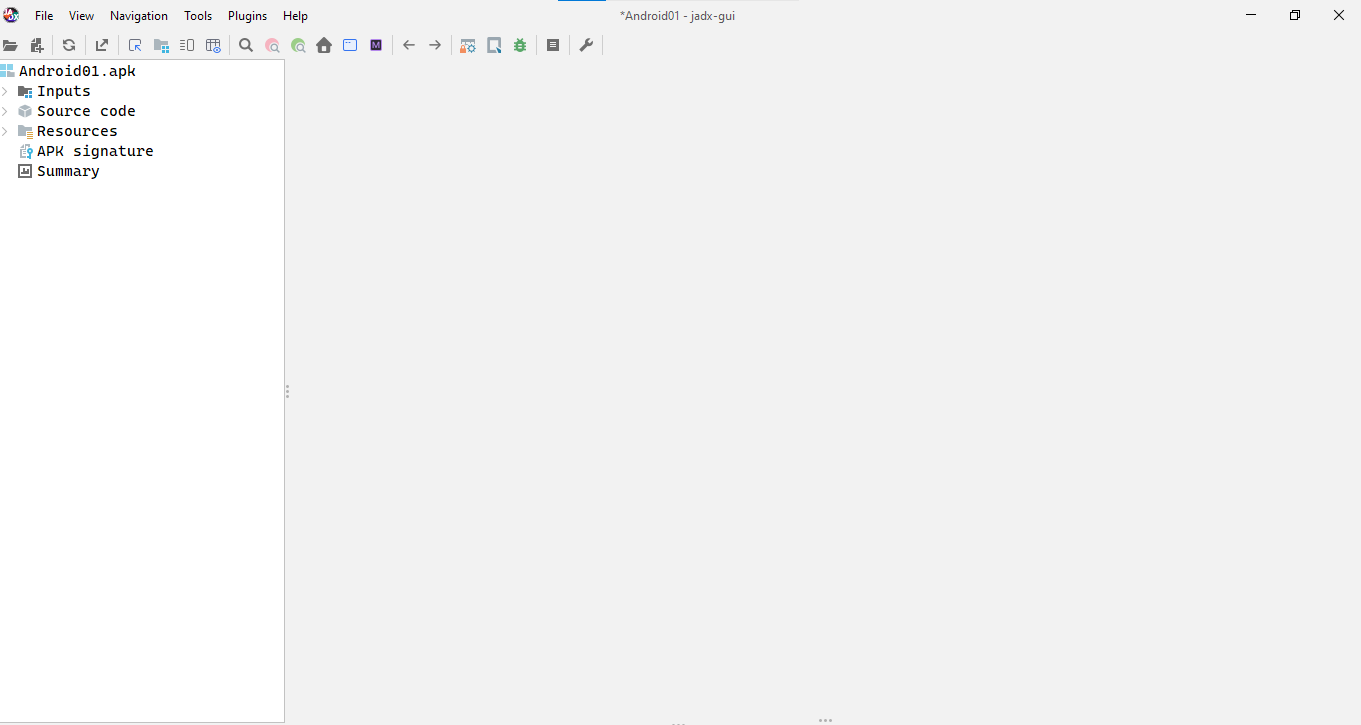 File View Navigation Tools Plugins Help *Android01 - jadx-gui
M
Android01.apk
Inputs
Source code
Resources
APK signature
Summary